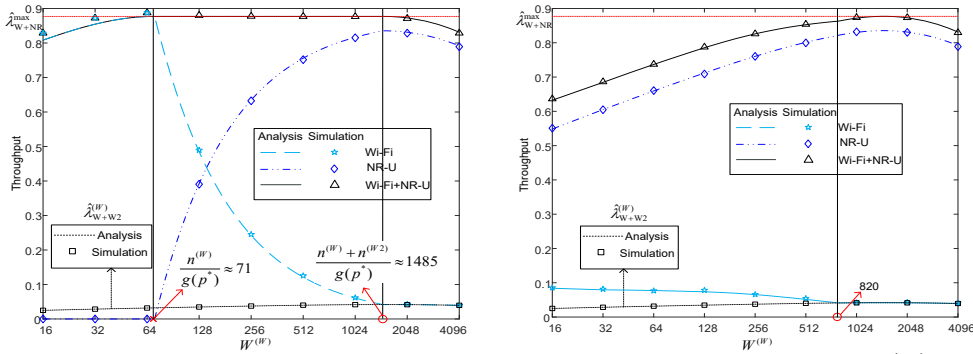 λ̂^max_W+NR
0.9
0.8
0.7
0.6
0.5
0.4
0.3
0.2
0.1
0
Throughput
Analysis Simulation
Wi-Fi
NR-U
Wi-Fi+NR-U
λ̂^(W)_W+W2
Analysis
Simulation
n^(W) / g(p*) ≈ 71
n^(W) + n^(W2) / g(p*) ≈ 1485
16 32 64 128 256 512 1024 2048 4096
W^(W)
λ̂^max_W+NR
0.9
0.8
0.7
0.6
0.5
0.4
0.3
0.2
0.1
0
Throughput
Analysis Simulation
Wi-Fi
NR-U
Wi-Fi+NR-U
λ̂^(W)_W+W2
Analysis
Simulation
820
16 32 64 128 256 512 1024 2048 4096
W^(W)